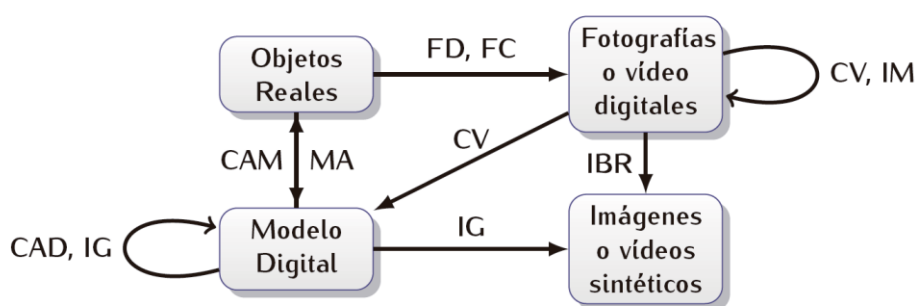 Objetos
Reales
FD, FC
Fotografías
o vídeo
digitales
CV, IM
CAM
MA
CV
IBR
CAD, IG
Modelo
Digital
IG
Imágenes
o vídeos
sintéticos